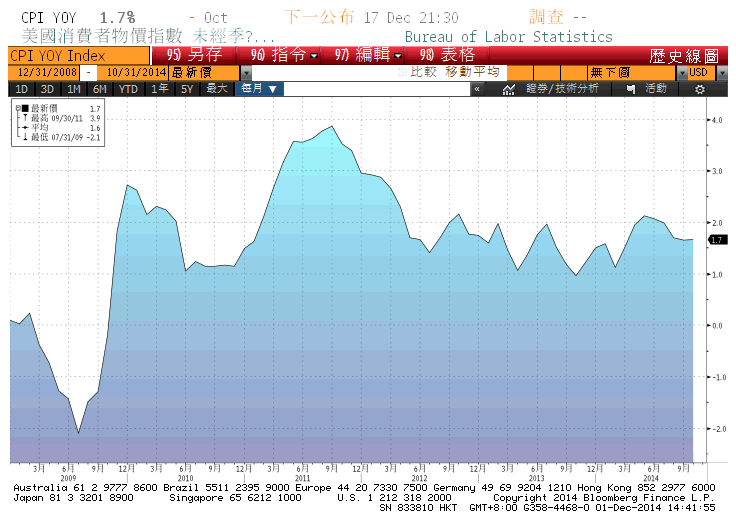 CPI YOY 1.7% - Oct 下一公布 17 Dec 21:30 調查 --
美國消費者物價指數 未經季?... Bureau of Labor Statistics
CPI YOY Index 95) 另存 96) 指令 97) 編輯 98) 表格 歷史線圖
12/31/2008 - 10/31/2014 最新價 比較 移動平均 無下圖 USD
1D 3D 1M 6M YTD 1年 5Y 最大 每月 ▼ « 證券/技術分析 活動
最新價 1.7
最高 09/30/11 3.9
平均 1.6
最低 07/31/09 -2.1
4.0
3.0
2.0
1.7
1.0
0.0
-1.0
-2.0
3月 6月 9月 12月 3月 6月 9月 12月 3月 6月 9月 12月 3月 6月 9月 12月 3月 6月 9月 12月 3月 6月 9月
2009 2010 2011 2012 2013 2014
Australia 61 2 9777 8600 Brazil 5511 2395 9000 Europe 44 20 7330 7500 Germany 49 69 9204 1210 Hong Kong 852 2977 6000
Japan 81 3 3201 8900 Singapore 65 6212 1000 U.S. 1 212 318 2000 Copyright 2014 Bloomberg Finance L.P.
SN 833810 HKT GMT+8:00 G358-4468-0 01-Dec-2014 14:41:55